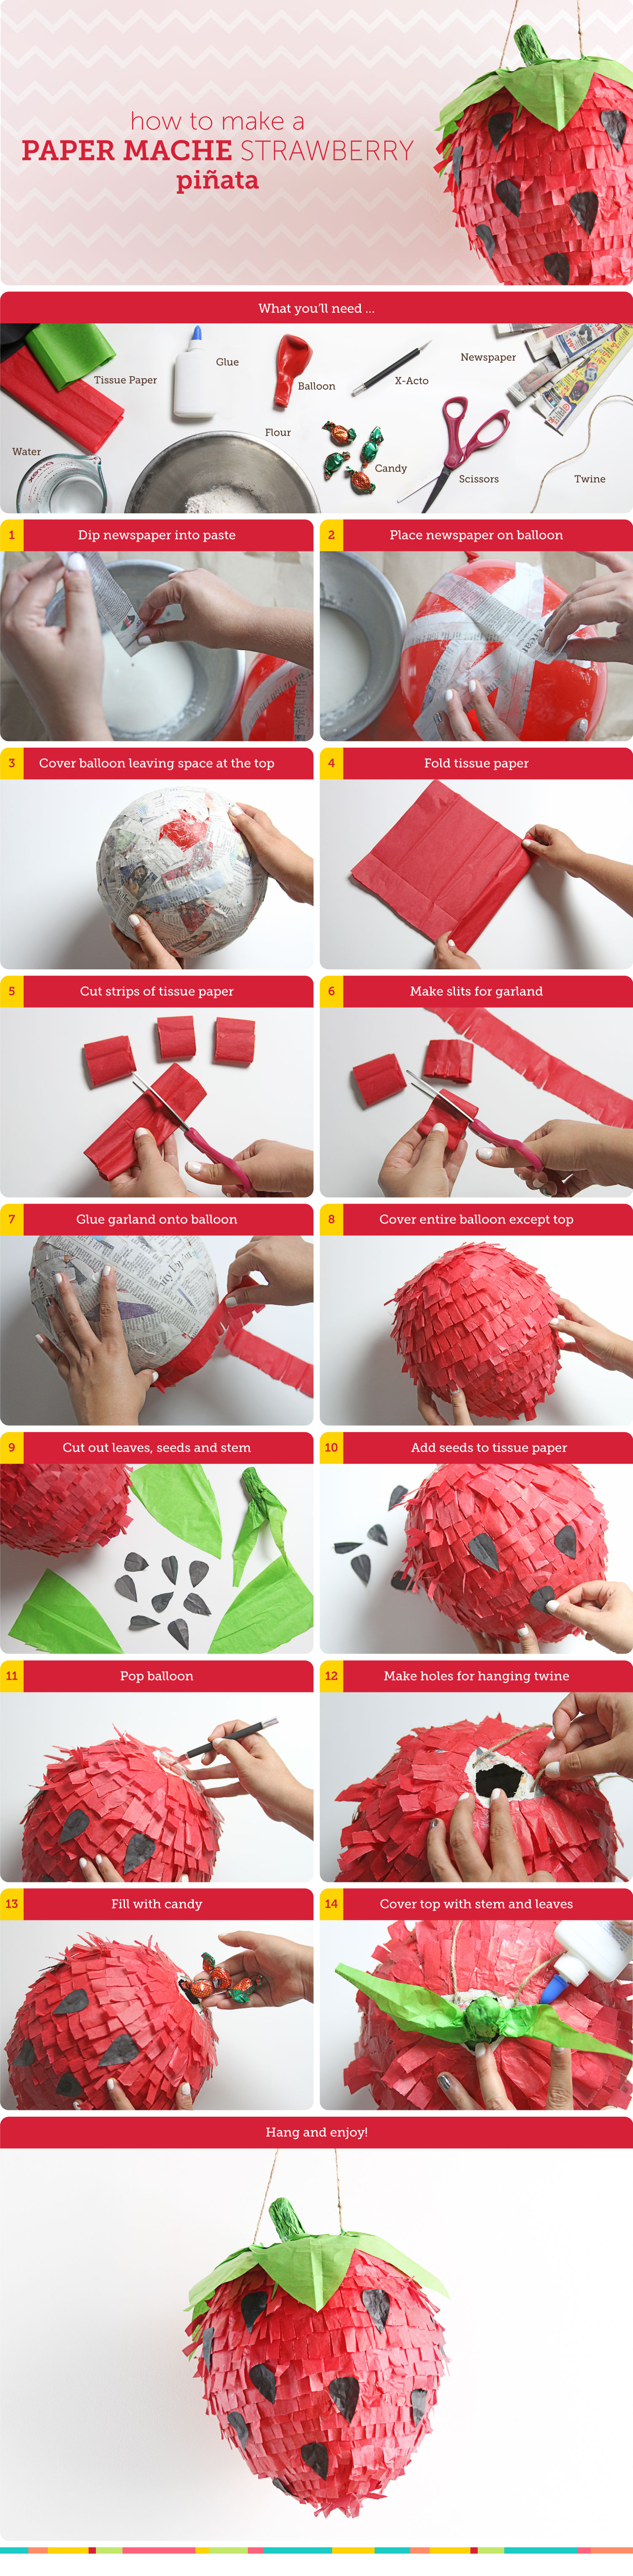 how to make a
PAPER MACHE STRAWBERRY
piñata
What you'll need ...
Tissue Paper
Glue
Balloon
X-Acto
Newspaper
Flour
Water
Candy
Scissors
Twine
1 Dip newspaper into paste
2 Place newspaper on balloon
3 Cover balloon leaving space at the top
4 Fold tissue paper
5 Cut strips of tissue paper
6 Make slits for garland
7 Glue garland onto balloon
8 Cover entire balloon except top
9 Cut out leaves, seeds and stem
10 Add seeds to tissue paper
11 Pop balloon
12 Make holes for hanging twine
13 Fill with candy
14 Cover top with stem and leaves
Hang and enjoy!